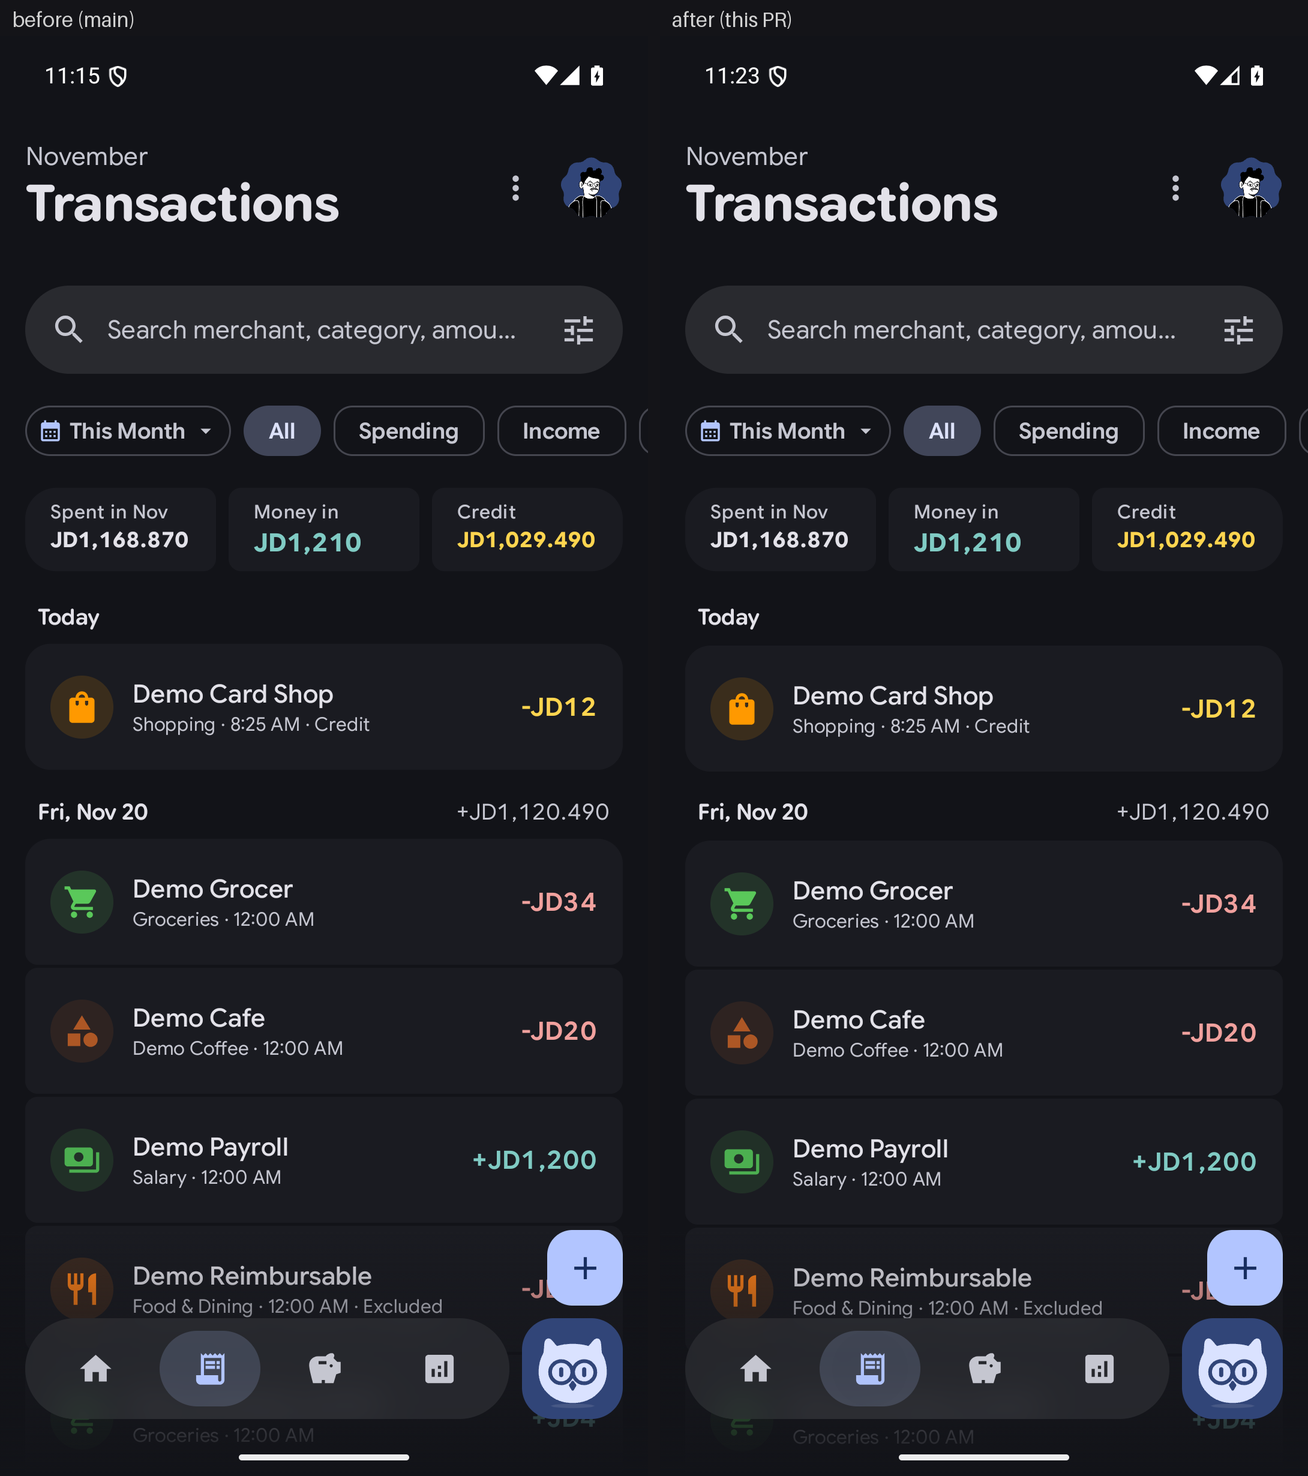 before (main)
11:15
November
Transactions
Search merchant, category, amou...
This Month
All
Spending
Income
Spent in Nov
JD1,168.870
Money in
JD1,210
Credit
JD1,029.490
Today
Demo Card Shop
Shopping · 8:25 AM · Credit
-JD12
Fri, Nov 20
+JD1,120.490
Demo Grocer
Groceries · 12:00 AM
-JD34
Demo Cafe
Demo Coffee · 12:00 AM
-JD20
Demo Payroll
Salary · 12:00 AM
+JD1,200
Demo Reimbursable
Food & Dining · 12:00 AM · Excluded
Groceries · 12:00 AM
+JD4
after (this PR)
11:23
November
Transactions
Search merchant, category, amou...
This Month
All
Spending
Income
Spent in Nov
JD1,168.870
Money in
JD1,210
Credit
JD1,029.490
Today
Demo Card Shop
Shopping · 8:25 AM · Credit
-JD12
Fri, Nov 20
+JD1,120.490
Demo Grocer
Groceries · 12:00 AM
-JD34
Demo Cafe
Demo Coffee · 12:00 AM
-JD20
Demo Payroll
Salary · 12:00 AM
+JD1,200
Demo Reimbursable
Food & Dining · 12:00 AM · Excluded
Groceries · 12:00 AM
+JD4